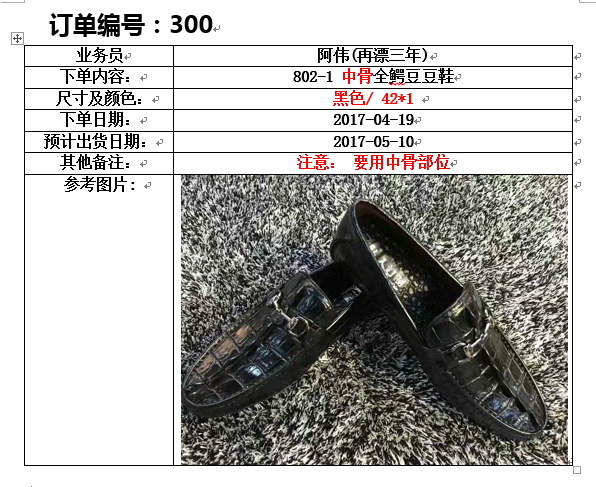 订单编号：300
业务员 阿伟(再漂三年)
下单内容： 802-1 中骨全鳄豆豆鞋
尺寸及颜色： 黑色/ 42*1
下单日期： 2017-04-19
预计出货日期： 2017-05-10
其他备注： 注意： 要用中骨部位
参考图片：